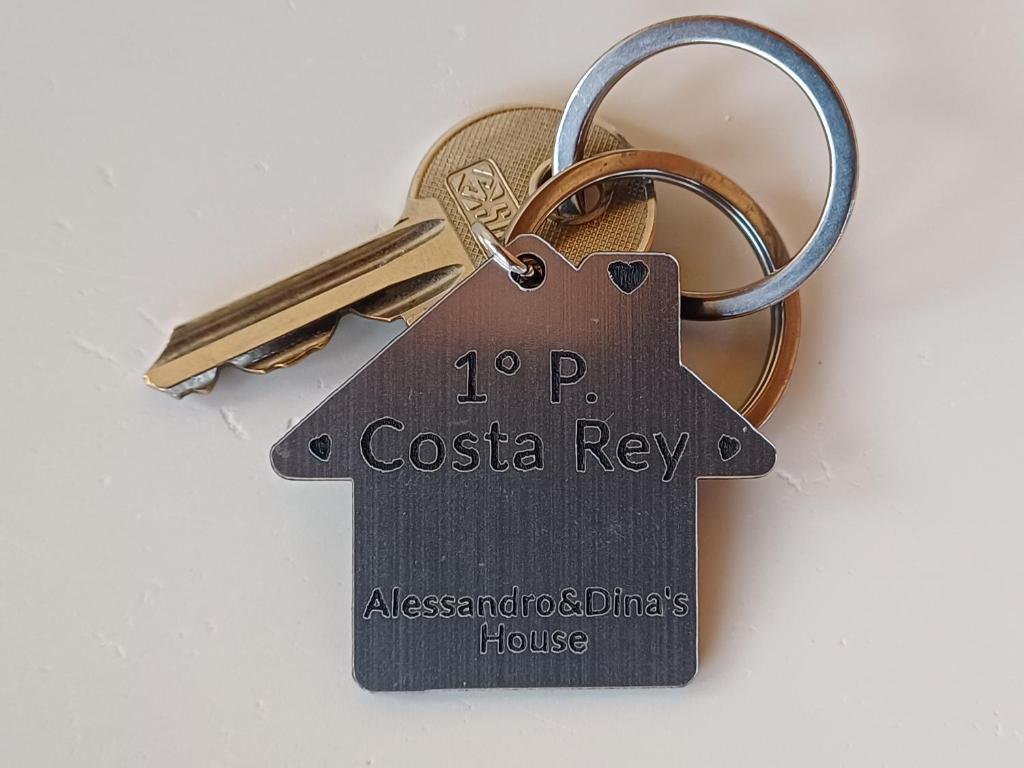 1° P.
Costa Rey
Alessandro&Dina's
House